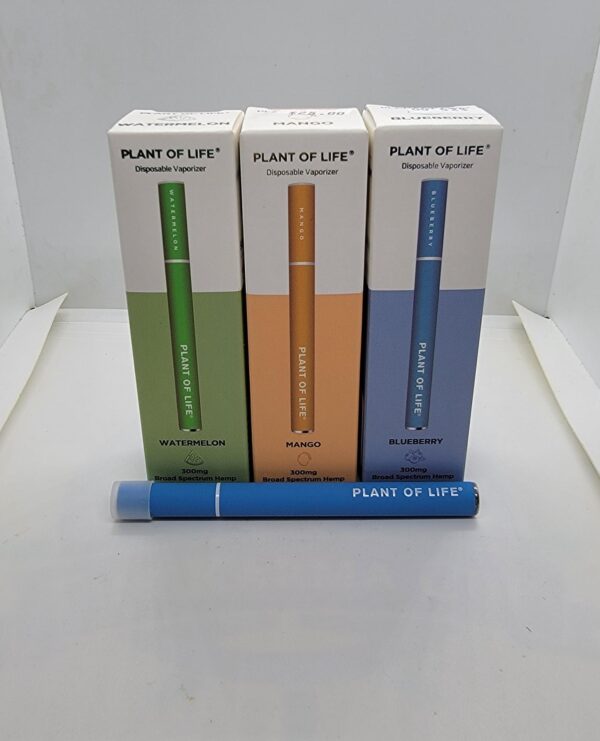 WATERMELON
PLANT OF LIFE®
Disposable Vaporizer
WATERMELON
PLANT OF LIFE®
WATERMELON
300mg
Broad Spectrum Hemp
MANGO
PLANT OF LIFE®
Disposable Vaporizer
MANGO
PLANT OF LIFE®
MANGO
300mg
Broad Spectrum Hemp
BLUEBERRY
PLANT OF LIFE®
Disposable Vaporizer
BLUEBERRY
PLANT OF LIFE®
BLUEBERRY
300mg
Broad Spectrum Hemp
PLANT OF LIFE®